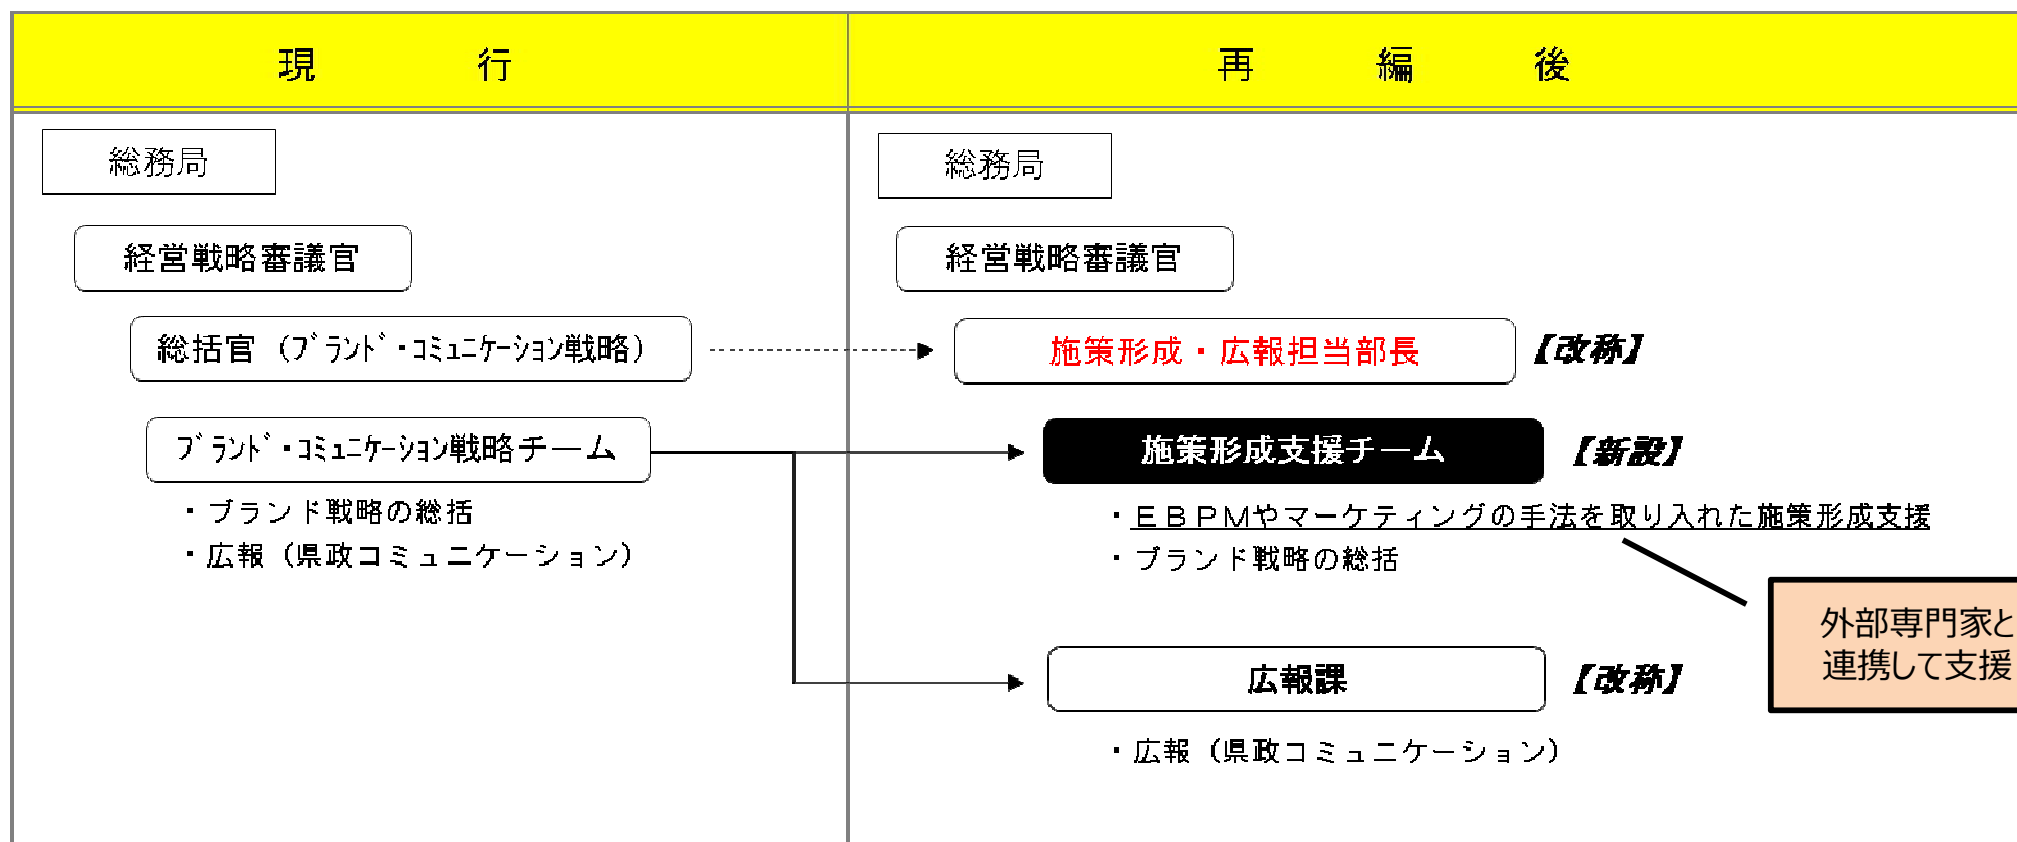 現行
再編後
総務局
経営戦略審議官
総括官（ﾌﾞﾗﾝﾄﾞ・ｺﾐｭﾆｹｰｼｮﾝ戦略）
ﾌﾞﾗﾝﾄﾞ・ｺﾐｭﾆｹｰｼｮﾝ戦略チーム
・ブランド戦略の総括
・広報（県政コミュニケーション）
総務局
経営戦略審議官
施策形成・広報担当部長 【改称】
施策形成支援チーム 【新設】
・ＥＢＰＭやマーケティングの手法を取り入れた施策形成支援
・ブランド戦略の総括
外部専門家と
連携して支援
広報課 【改称】
・広報（県政コミュニケーション）